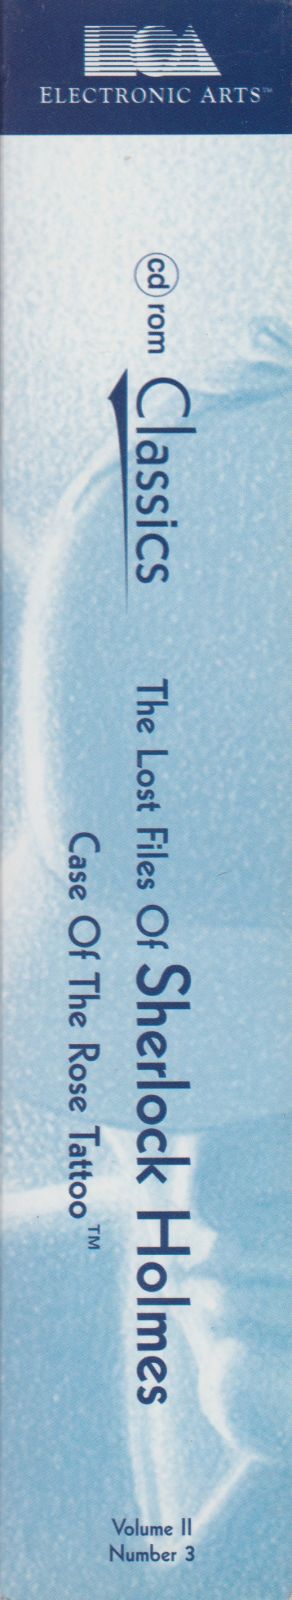 ELECTRONIC ARTS™
cd rom Classics
The Lost Files Of Sherlock Holmes
Case Of The Rose Tattoo™
Volume II
Number 3